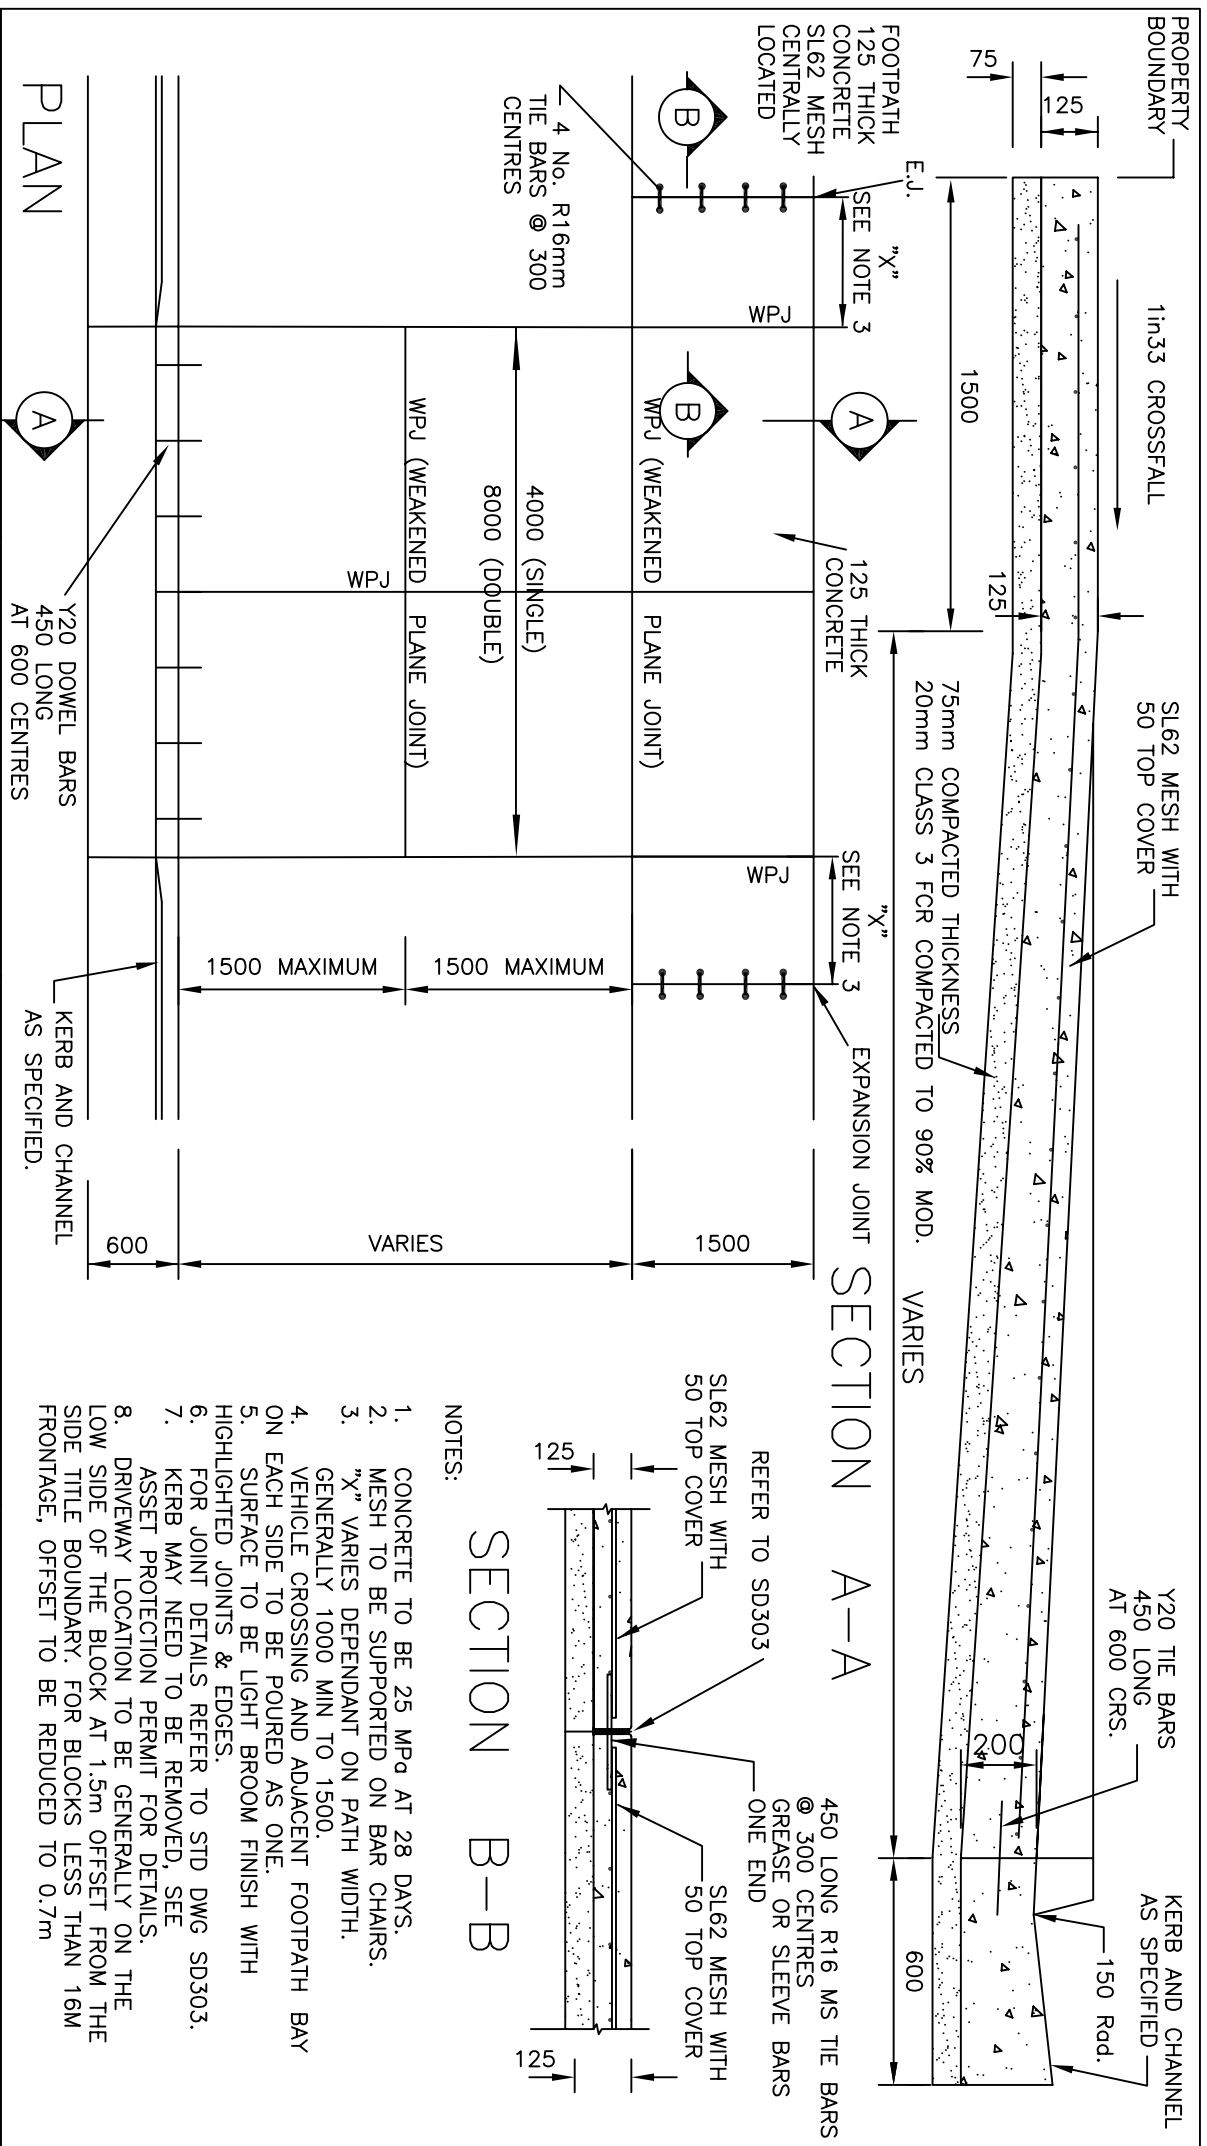 PROPERTY
BOUNDARY
1in33 CROSSFALL
SL62 MESH WITH
50 TOP COVER
Y20 TIE BARS
450 LONG
AT 600 CRS.
KERB AND CHANNEL
AS SPECIFIED
150 Rad.
75
125
1500
125
200
600
75mm COMPACTED THICKNESS
20mm CLASS 3 FCR COMPACTED TO 90% MOD.
VARIES
SECTION A—A
FOOTPATH
125 THICK
CONCRETE
SL62 MESH
CENTRALLY
LOCATED
E.J.
"X"
SEE NOTE 3
125 THICK
CONCRETE
"X"
SEE NOTE 3
EXPANSION JOINT
A
B
B
WPJ
WPJ
WPJ (WEAKENED PLANE JOINT)
4 No. R16mm
TIE BARS @ 300
CENTRES
4000 (SINGLE)
8000 (DOUBLE)
WPJ (WEAKENED PLANE JOINT)
WPJ
1500 MAXIMUM
1500 MAXIMUM
1500
VARIES
600
A
Y20 DOWEL BARS
450 LONG
AT 600 CENTRES
KERB AND CHANNEL
AS SPECIFIED.
PLAN
REFER TO SD303
SL62 MESH WITH
50 TOP COVER
450 LONG R16 MS TIE BARS
@ 300 CENTRES
GREASE OR SLEEVE BARS
ONE END
SL62 MESH WITH
50 TOP COVER
125
125
SECTION B—B
NOTES:
1. CONCRETE TO BE 25 MPa AT 28 DAYS.
2. MESH TO BE SUPPORTED ON BAR CHAIRS.
3. "X" VARIES DEPENDANT ON PATH WIDTH.
GENERALLY 1000 MIN TO 1500.
4. VEHICLE CROSSING AND ADJACENT FOOTPATH BAY
ON EACH SIDE TO BE POURED AS ONE.
5. SURFACE TO BE LIGHT BROOM FINISH WITH
HIGHLIGHTED JOINTS & EDGES.
6. FOR JOINT DETAILS REFER TO STD DWG SD303.
7. KERB MAY NEED TO BE REMOVED, SEE
ASSET PROTECTION PERMIT FOR DETAILS.
8. DRIVEWAY LOCATION TO BE GENERALLY ON THE
LOW SIDE OF THE BLOCK AT 1.5m OFFSET FROM THE
SIDE TITLE BOUNDARY. FOR BLOCKS LESS THAN 16M
FRONTAGE, OFFSET TO BE REDUCED TO 0.7m